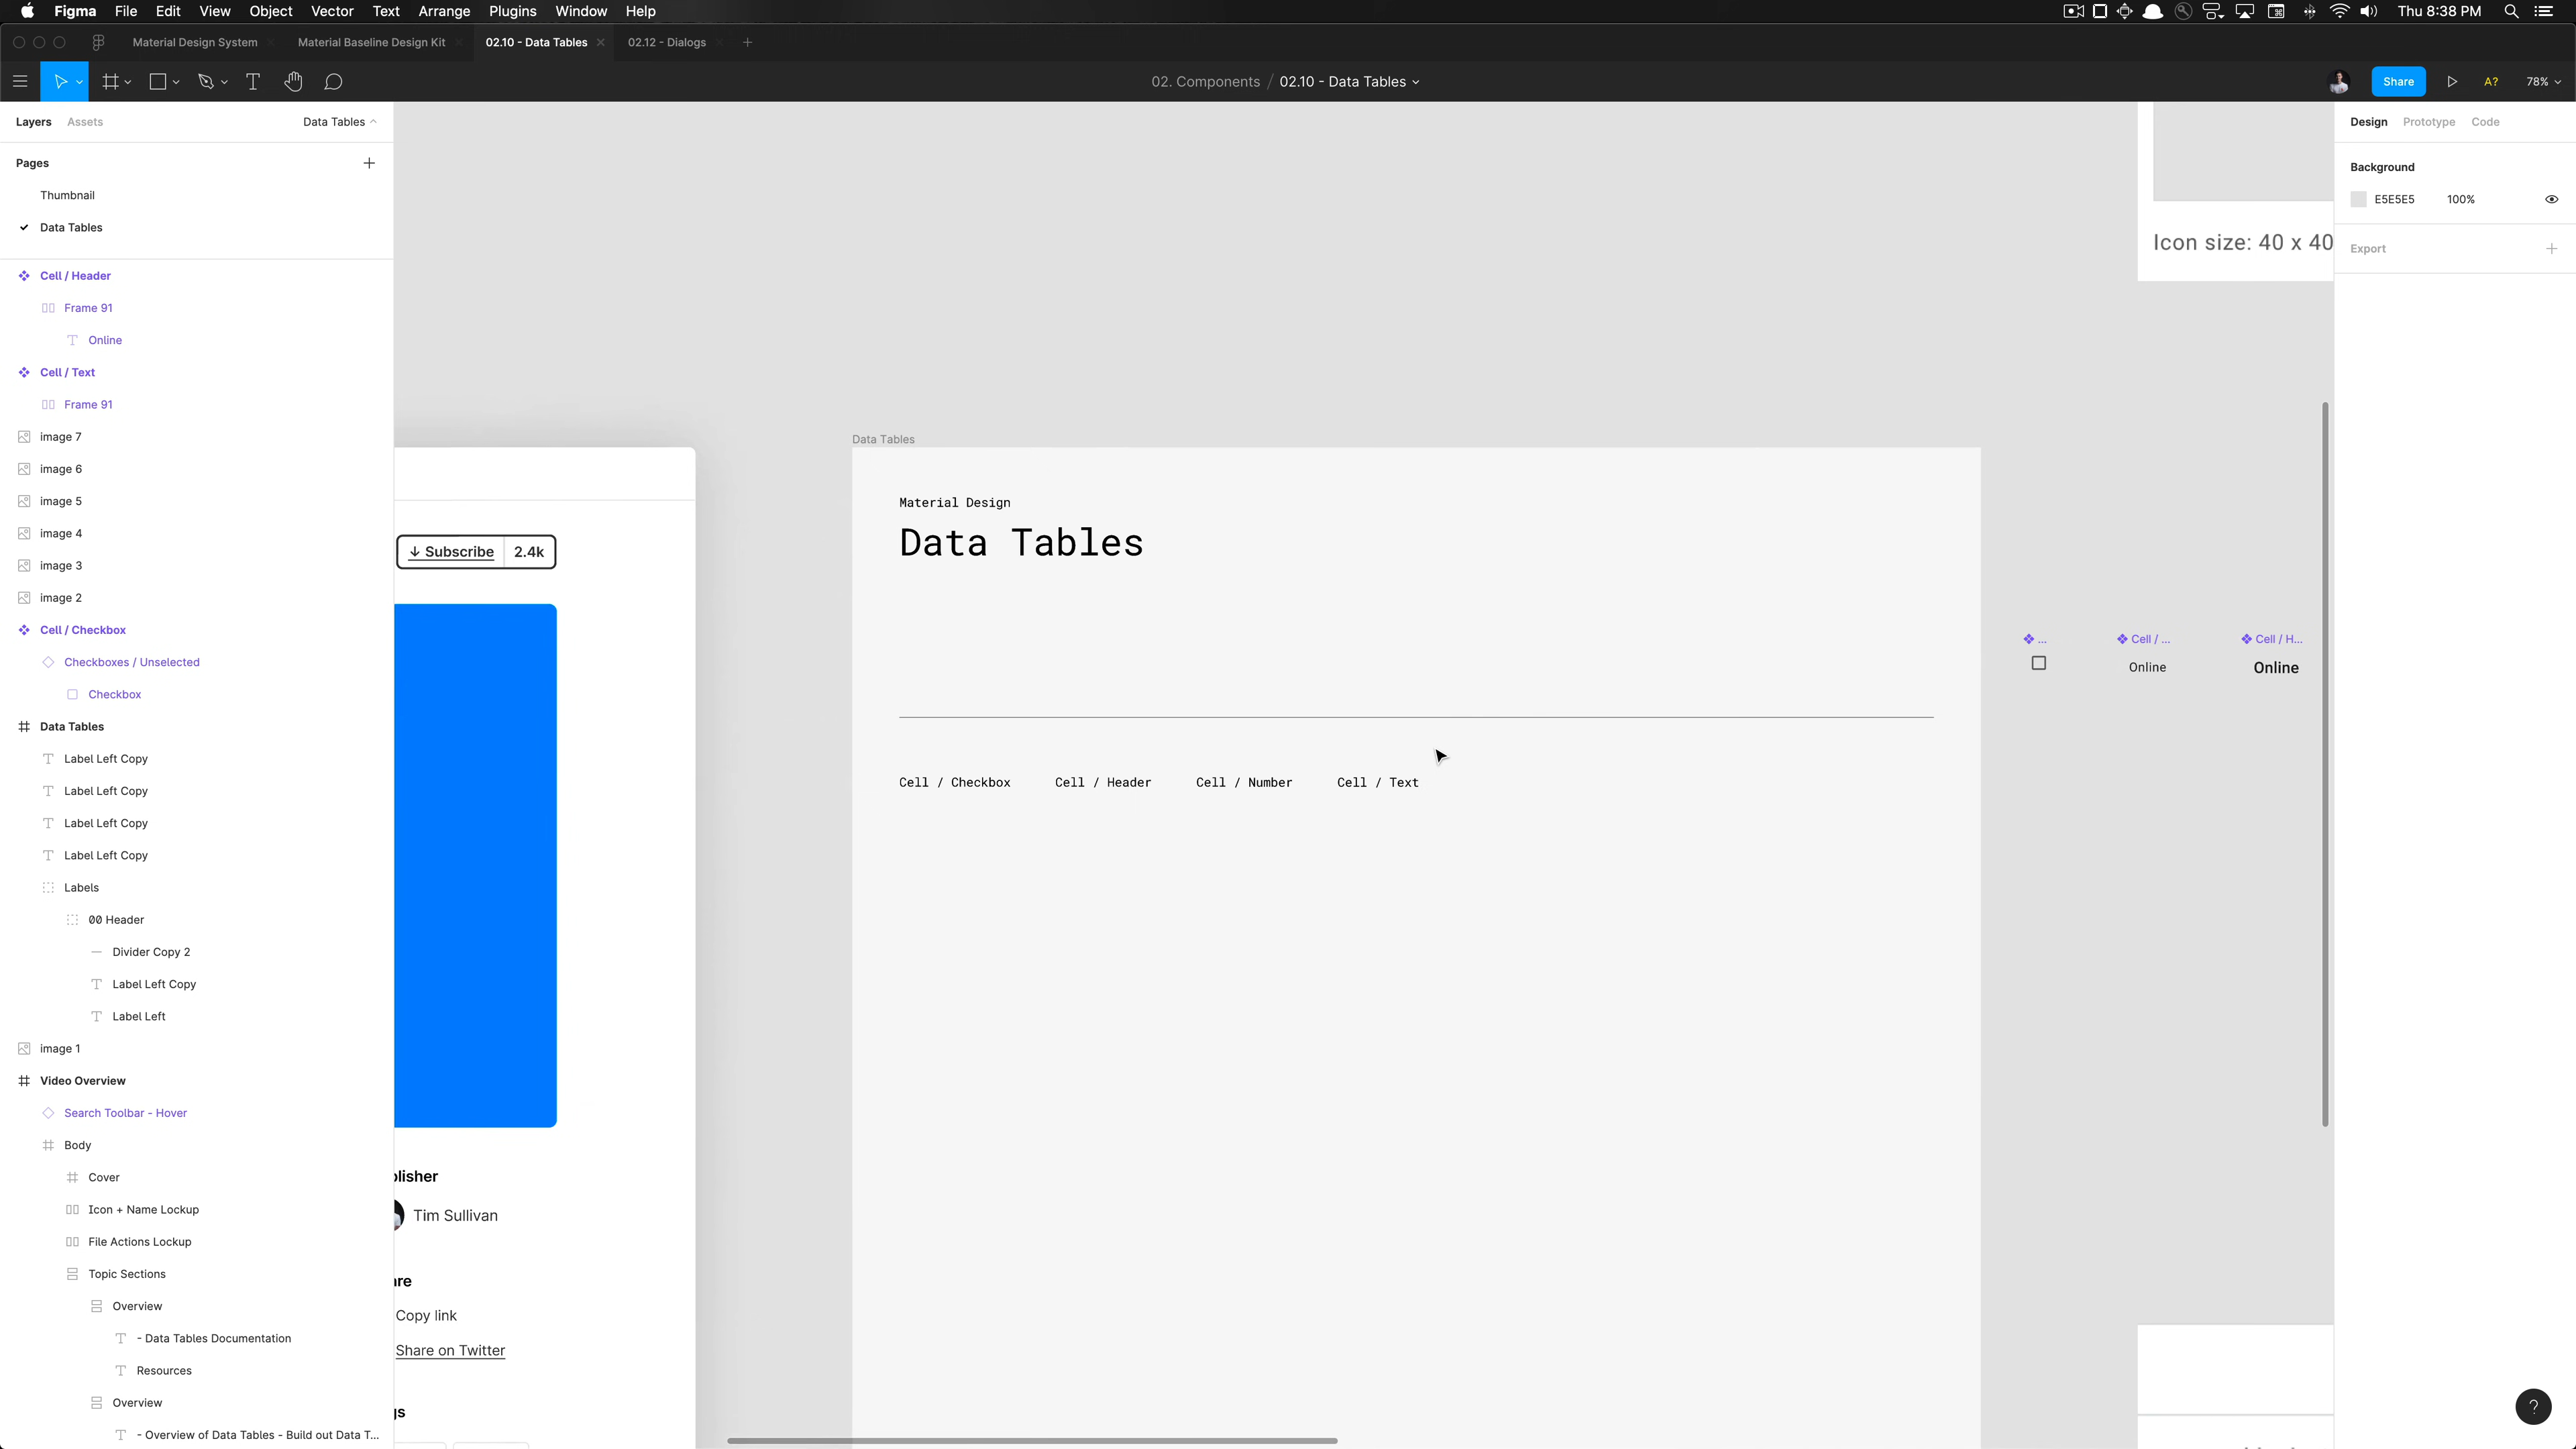 Figma File Edit View Object Vector Text Arrange Plugins Window Help
Thu 8:38 PM
Material Design System
Material Baseline Design Kit
02.10 - Data Tables
02.12 - Dialogs
02. Components / 02.10 - Data Tables
Share
A?
78%
Layers
Assets
Data Tables
Pages
Thumbnail
Data Tables
Cell / Header
Frame 91
Online
Cell / Text
Frame 91
image 7
image 6
image 5
image 4
image 3
image 2
Cell / Checkbox
Checkboxes / Unselected
Checkbox
Data Tables
Label Left Copy
Label Left Copy
Label Left Copy
Label Left Copy
Labels
00 Header
Divider Copy 2
Label Left Copy
Label Left
image 1
Video Overview
Search Toolbar - Hover
Body
Cover
Icon + Name Lockup
File Actions Lockup
Topic Sections
Overview
- Data Tables Documentation
Resources
Overview
- Overview of Data Tables - Build out Data T...
↓ Subscribe 2.4k
blisher
Tim Sullivan
are
Copy link
Share on Twitter
gs
Data Tables
Material Design
Data Tables
Cell / Checkbox
Cell / Header
Cell / Number
Cell / Text
...
Cell / ...
Online
Cell / H...
Online
Icon size: 40 x 40
Design
Prototype
Code
Background
E5E5E5 100%
Export
?